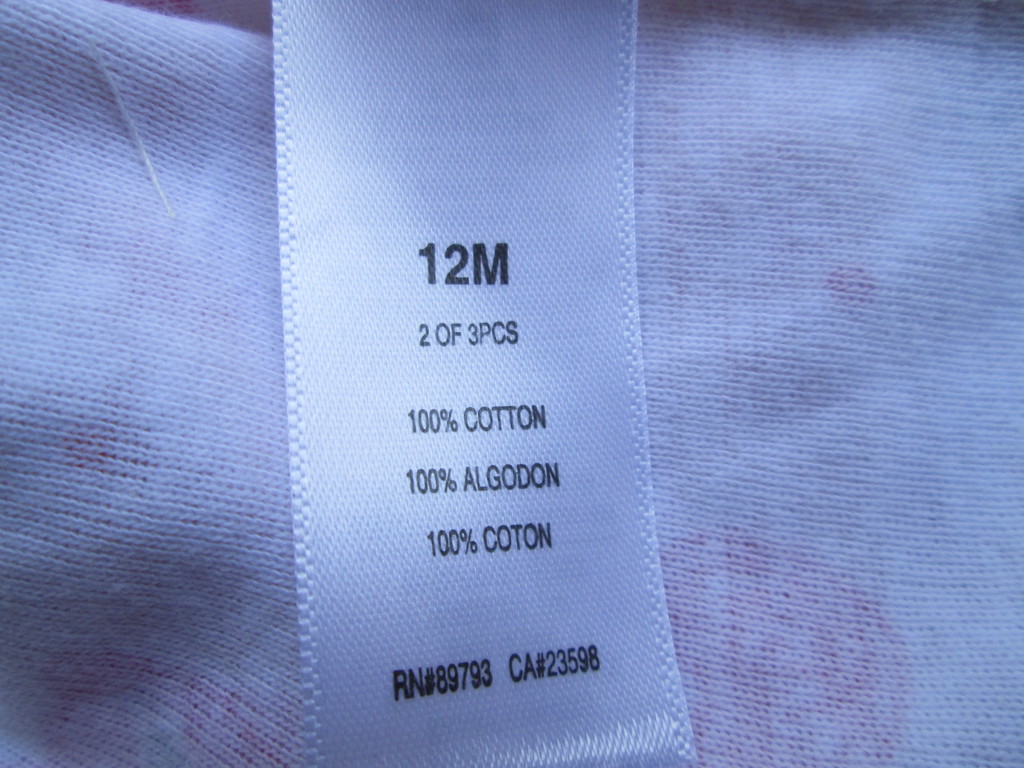 12M
2 OF 3PCS
100% COTTON
100% ALGODON
100% COTON
RN#89793 CA#23598